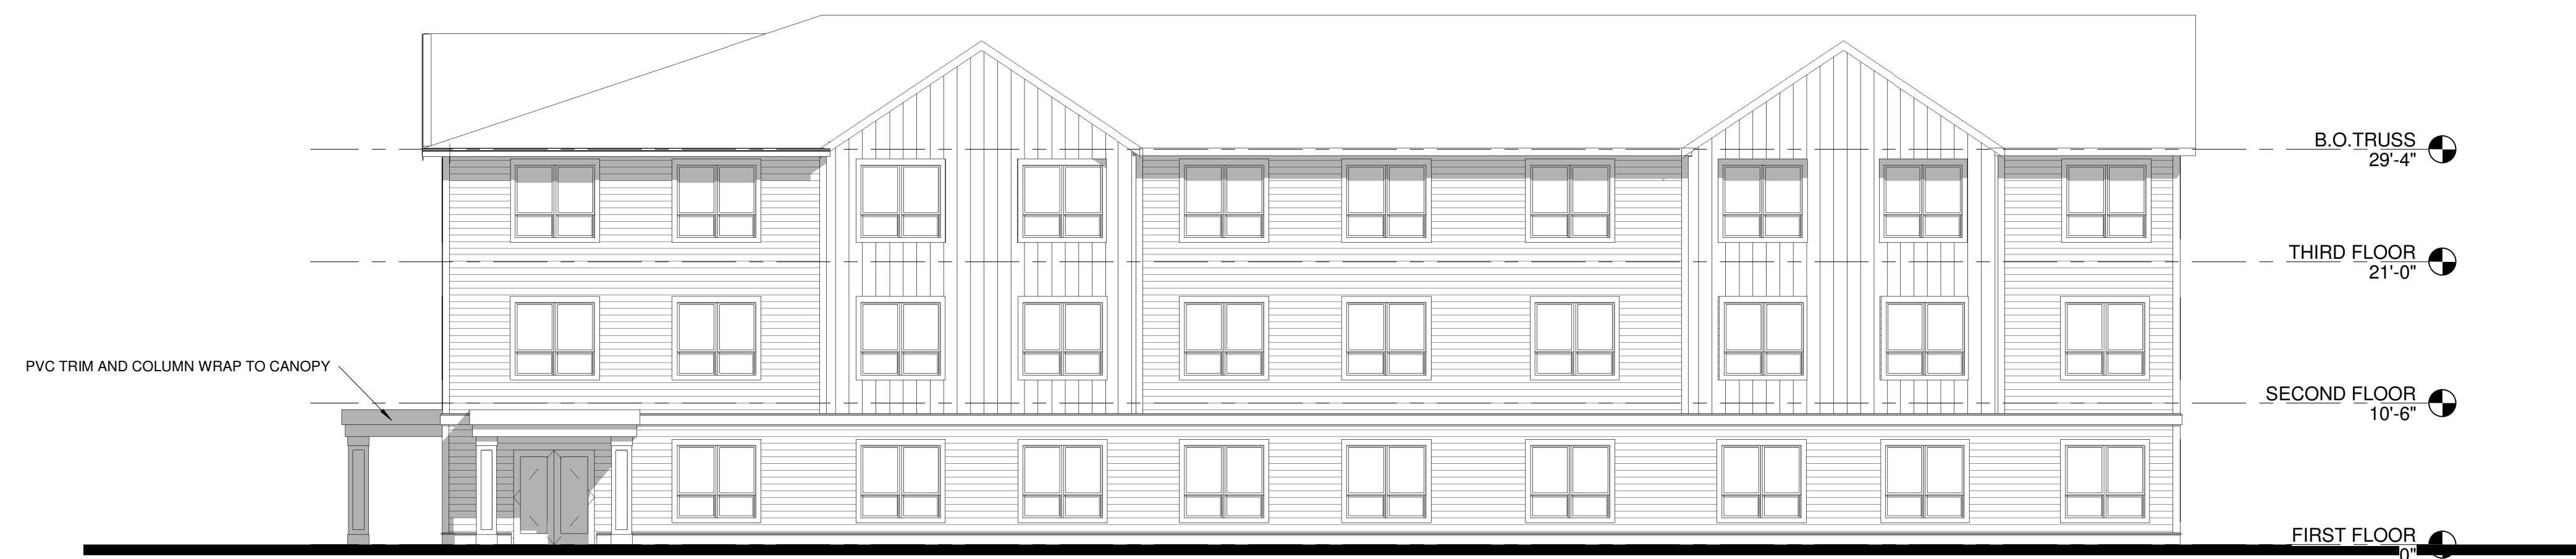 B.O.TRUSS
29'-4"
THIRD FLOOR
21'-0"
PVC TRIM AND COLUMN WRAP TO CANOPY
SECOND FLOOR
10'-6"
FIRST FLOOR
0"